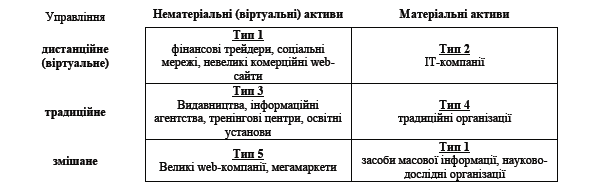 Управління Нематеріальні (віртуальні) активи Матеріальні активи
дистанційне (віртуальне)
Тип 1
фінансові трейдери, соціальні
мережі, невеликі комерційні web-
сайти
Тип 2
ІТ-компанії
традиційне
Тип 3
Видавництва, інформаційні
агентства, тренінгові центри, освітні
установи
Тип 4
традиційні організації
змішане
Тип 5
Великі web-компанії, мегамаркети
Тип 1
засоби масової інформації, науково-
дослідні організації